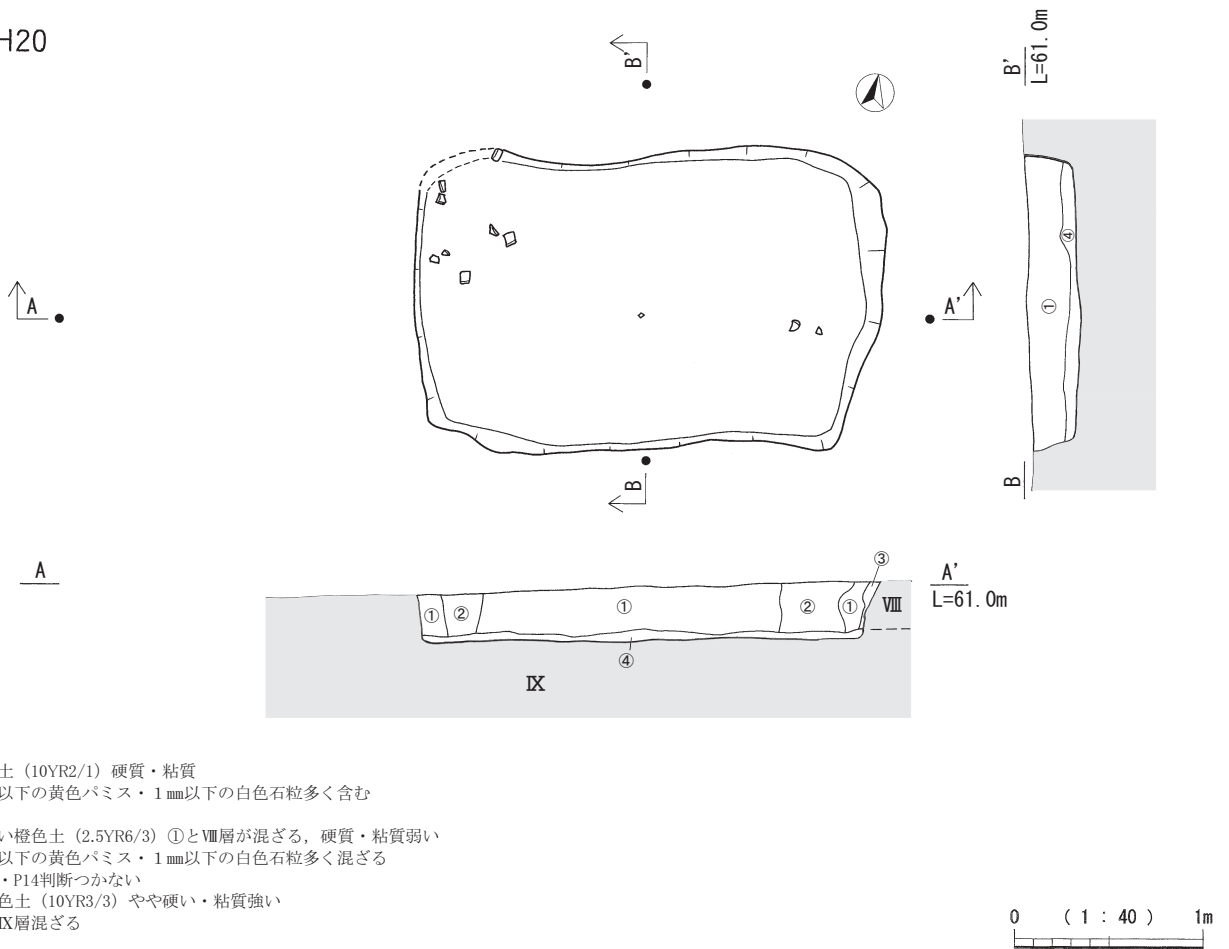 H20
B'
B'
L=61.0m
A
A'
④
①
B
B
A
③
A'
L=61.0m
① ② ① ② ① Ⅷ
④
Ⅸ
土（10YR2/1）硬質・粘質
以下の黄色パミス・１㎜以下の白色石粒多く含む
い橙色土（2.5YR6/3）①とⅧ層が混ざる，硬質・粘質弱い
以下の黄色パミス・１㎜以下の白色石粒多く混ざる
・P14判断つかない
色土（10YR3/3）やや硬い・粘質強い
Ⅸ層混ざる
0 (1:40) 1m